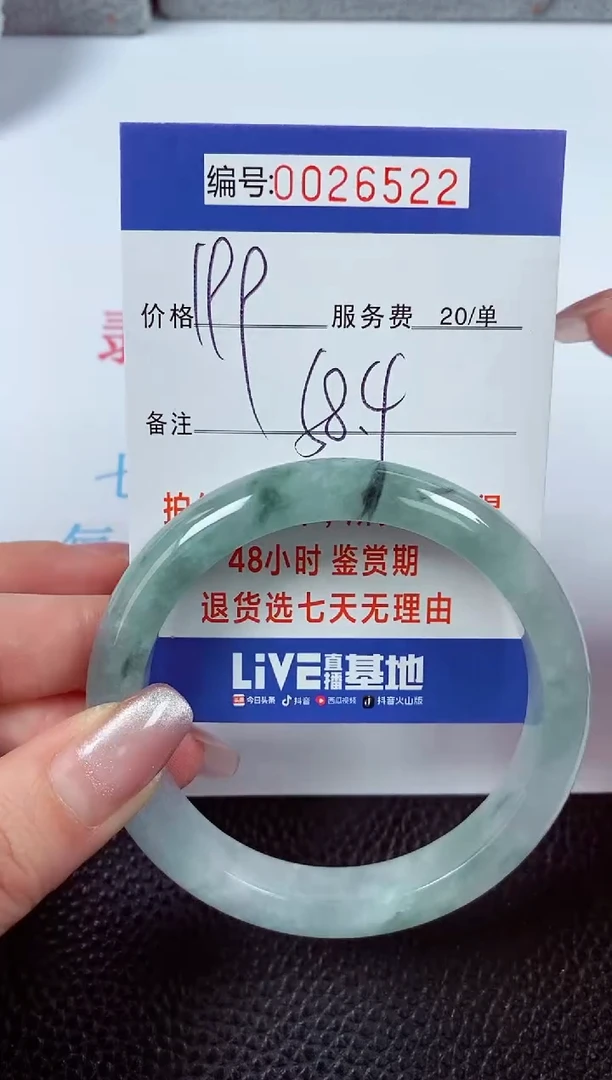 编号:0026522
价格 199 服务费 20/单
备注 58.4
48小时 鉴赏期
退货选七天无理由
LiVE直播基地
今日头条 抖音 西瓜视频 抖音火山版